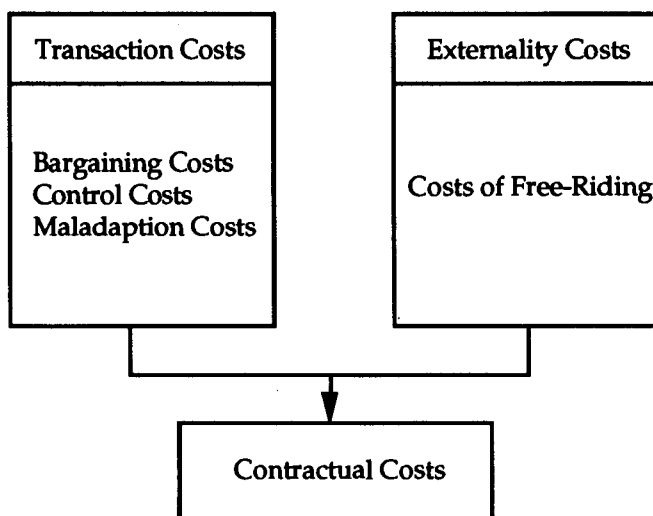 Transaction Costs
Bargaining Costs
Control Costs
Maladaption Costs
Externality Costs
Costs of Free-Riding
Contractual Costs